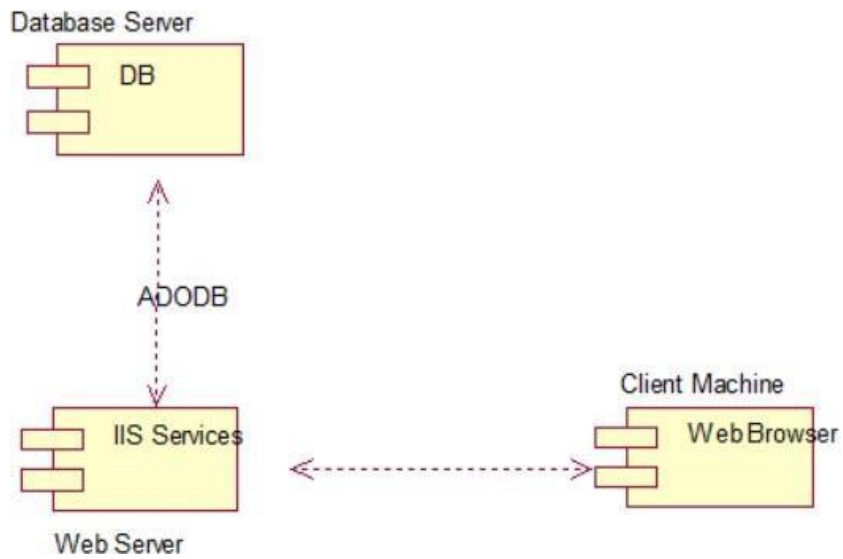 Database Server
DB
ADODB
Client Machine
IIS Services
WebBrowser
Web Server